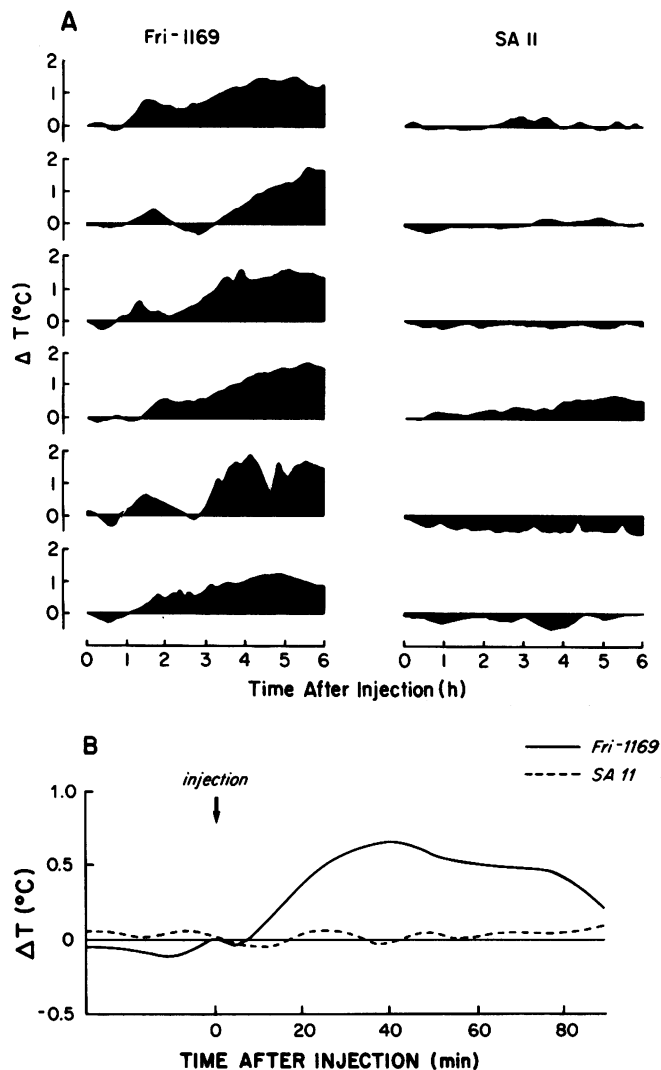 A
Fri-1169 SA 11
2
1
0
2
1
0
2
1
0
2
1
0
2
1
0
2
1
0
Δ T (°C)
0 1 2 3 4 5 6 0 1 2 3 4 5 6
Time After Injection (h)
B
Fri-1169
SA 11
injection
1.0
0.5
0
-0.5
ΔT (°C)
0 20 40 60 80
TIME AFTER INJECTION (min)